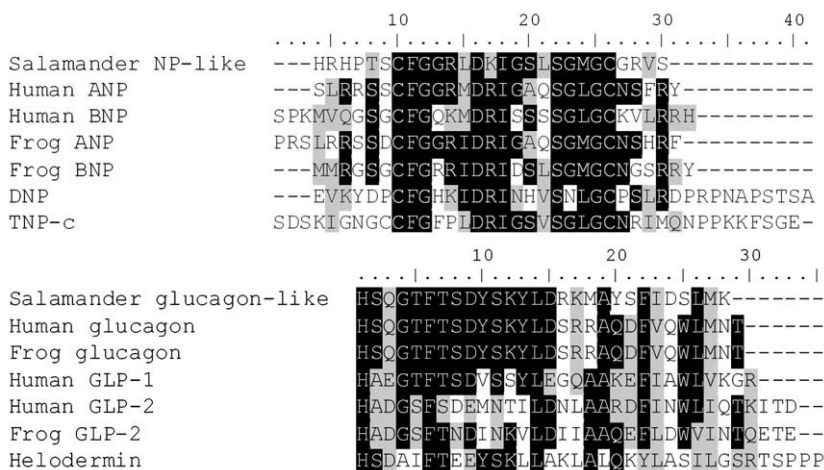 10 20 30 40
Salamander NP-like ---HRHPTSCFGGRLDKIGSLSGMGCGRVS-----------
Human ANP ---SLRRSSCFGGRMDRIGAQSGLGCNSFRY----------
Human BNP SPKMVQGSGCFGQKMDRISSSSGLGCKVLRRH---------
Frog ANP PRSLRRSSDCFGGRIDRIGAQSGLGCNSHRF----------
Frog BNP ---MMRGSGCFGRRIDRIDSLSGMGCNGSRRY---------
DNP ---EVKYDPCFGHKIDRINHVSNLGCPSLRDPRPNAPSTSA
TNP-c SDSKIGNGCCFGFPLDRIGSVSGLGCNRIMQNPPKKFSGE-
10 20 30
Salamander glucagon-like HSQGTFTSDYSKYLDRKMAYSFIDSLMK-------
Human glucagon HSQGTFTSDYSKYLDSRRAQDFVQWLMNT------
Frog glucagon HSQGTFTSDYSKYLDSRRAQDFVQWLMNT------
Human GLP-1 HAEGTFTSDVSSYLEGQAAKEFIAWLVKGR-----
Human GLP-2 HADGSFSDEMNTILDNLAARDFINWLIQTKITD--
Frog GLP-2 HADGSFTNDINKVLDIIAAQEFLDWVINTQETE--
Helodermin HSDAIFTEEYSKLLAKLALQKYLASILGSRTSPPP